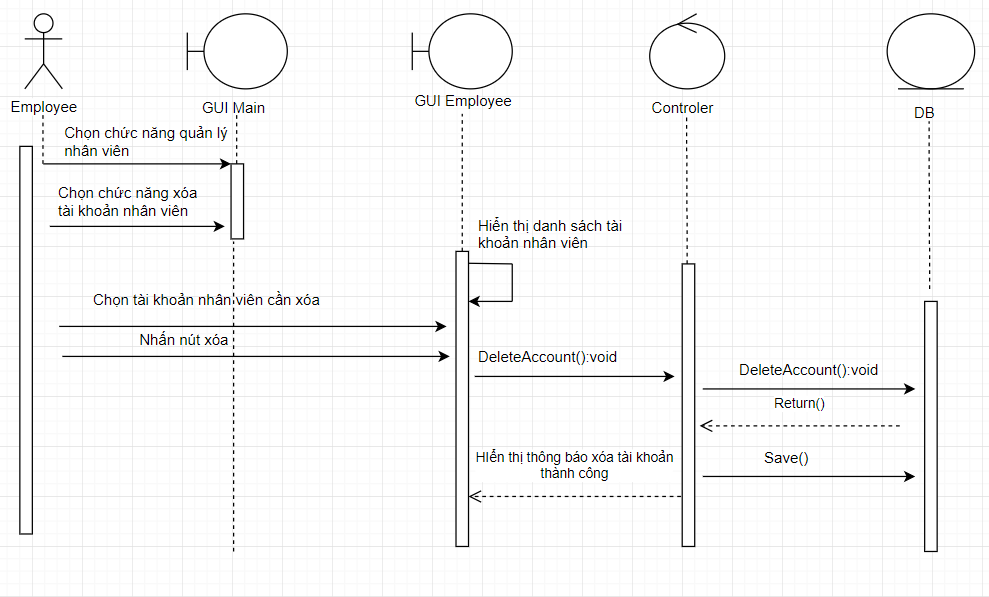 Employee
GUI Main
GUI Employee
Controler
DB
Chọn chức năng quản lý
nhân viên
Chọn chức năng xóa
tài khoản nhân viên
Hiển thị danh sách tài
khoản nhân viên
Chọn tài khoản nhân viên cần xóa
Nhấn nút xóa
DeleteAccount():void
DeleteAccount():void
Return()
HIển thị thông báo xóa tài khoản
thành công
Save()